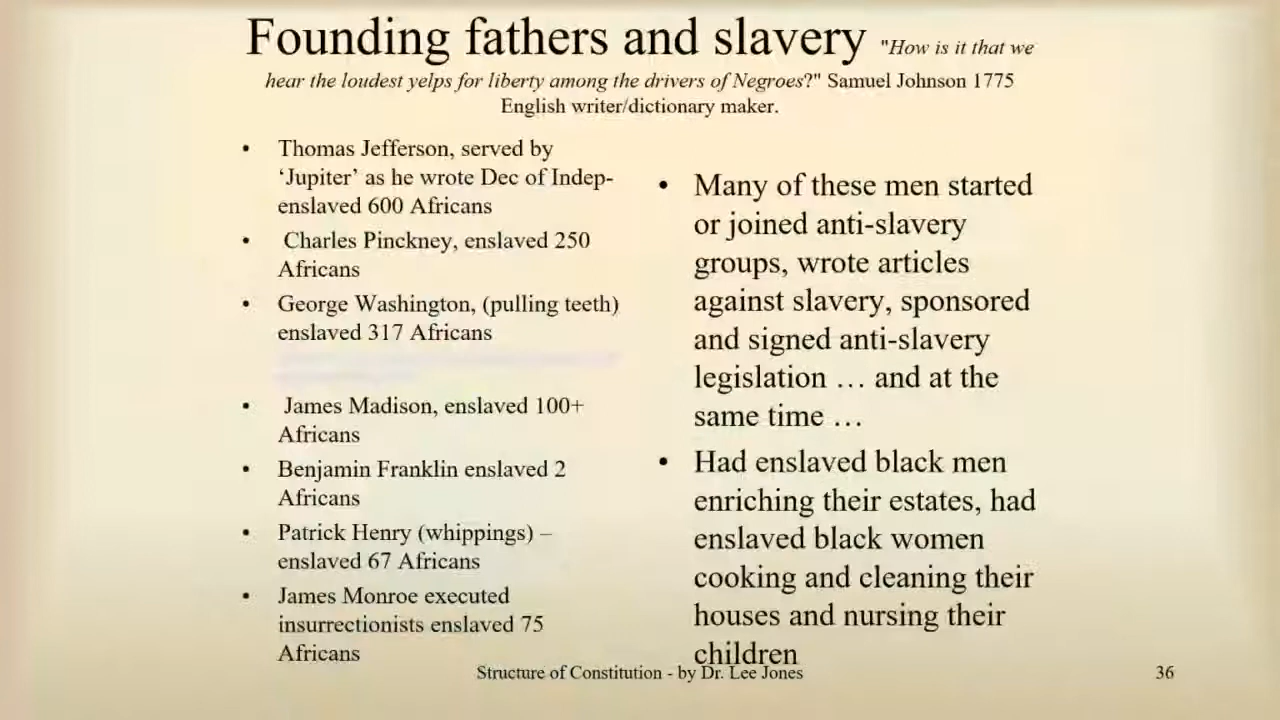 Founding fathers and slavery "How is it that we
hear the loudest yelps for liberty among the drivers of Negroes?" Samuel Johnson 1775
English writer/dictionary maker.
• Thomas Jefferson, served by
‘Jupiter’ as he wrote Dec of Indep-
enslaved 600 Africans
• Charles Pinckney, enslaved 250
Africans
• George Washington, (pulling teeth)
enslaved 317 Africans
• James Madison, enslaved 100+
Africans
• Benjamin Franklin enslaved 2
Africans
• Patrick Henry (whippings) –
enslaved 67 Africans
• James Monroe executed
insurrectionists enslaved 75
Africans
• Many of these men started
or joined anti-slavery
groups, wrote articles
against slavery, sponsored
and signed anti-slavery
legislation … and at the
same time …
• Had enslaved black men
enriching their estates, had
enslaved black women
cooking and cleaning their
houses and nursing their
children
Structure of Constitution - by Dr. Lee Jones
36